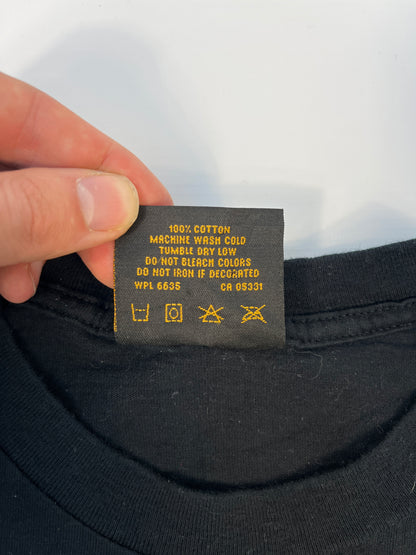 100% COTTON
MACHINE WASH COLD
TUMBLE DRY LOW
DO NOT BLEACH COLORS
DO NOT IRON IF DECORATED
WPL 6635 CA 05331